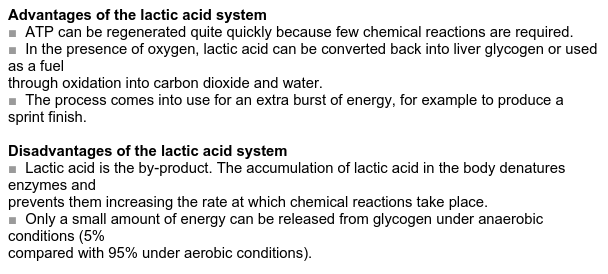 Advantages of the lactic acid system
■ ATP can be regenerated quite quickly because few chemical reactions are required.
■ In the presence of oxygen, lactic acid can be converted back into liver glycogen or used
as a fuel
through oxidation into carbon dioxide and water.
■ The process comes into use for an extra burst of energy, for example to produce a
sprint finish.
Disadvantages of the lactic acid system
■ Lactic acid is the by-product. The accumulation of lactic acid in the body denatures
enzymes and
prevents them increasing the rate at which chemical reactions take place.
■ Only a small amount of energy can be released from glycogen under anaerobic
conditions (5%
compared with 95% under aerobic conditions).